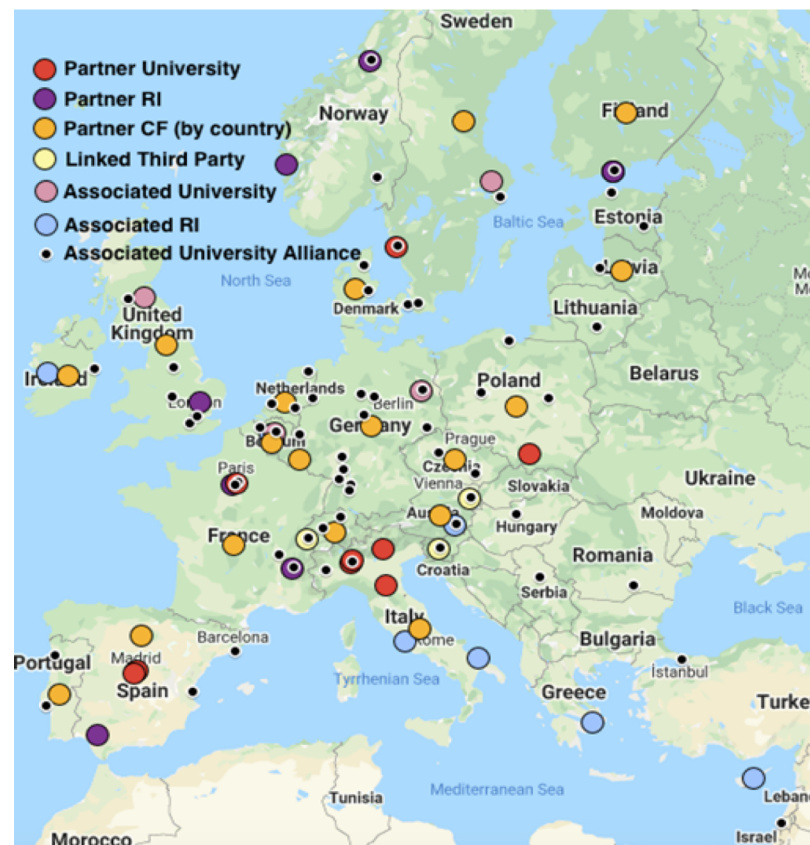 Sweden
Partner University
Partner RI
Partner CF (by country)
Linked Third Party
Associated University
Associated RI
Associated University Alliance
Norway
Finland
Baltic Sea
Estonia
Latvia
North Sea
Denmark
Lithuania
United
Kingdom
Ireland
Belarus
London
Netherlands
Berlin
Poland
Germany
Belgium
Prague
Czechia
Paris
Vienna
Slovakia
Ukraine
Austria
Hungary
Moldova
France
Croatia
Romania
Serbia
Italy
Rome
Black Sea
Bulgaria
Barcelona
Portugal
Madrid
Spain
Tyrrhenian Sea
Greece
İstanbul
Turke
Mediterranean Sea
Tunisia
Leban
Morocco
Israel